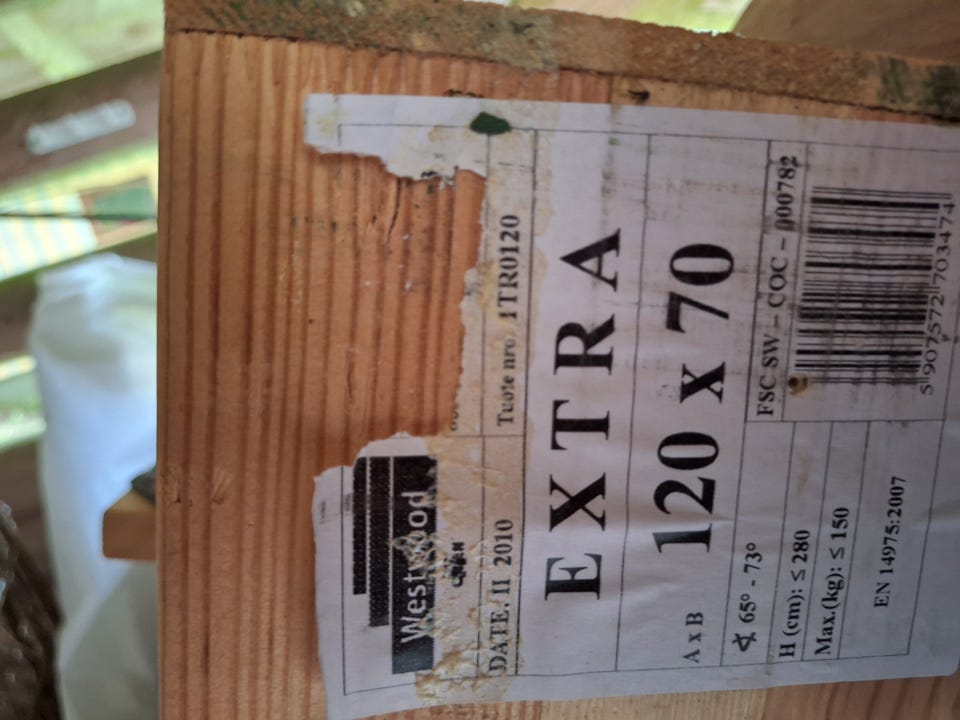 Westwood
DATE. II 2010
Tuote nro. 1TR0120
EXTRA
A x B 120 x 70
∢ 65° - 73°
FSC SW – COC – 000782
H (cm): ≤ 280
Max.(kg): ≤ 150
EN 14975:2007
5 907572 703474